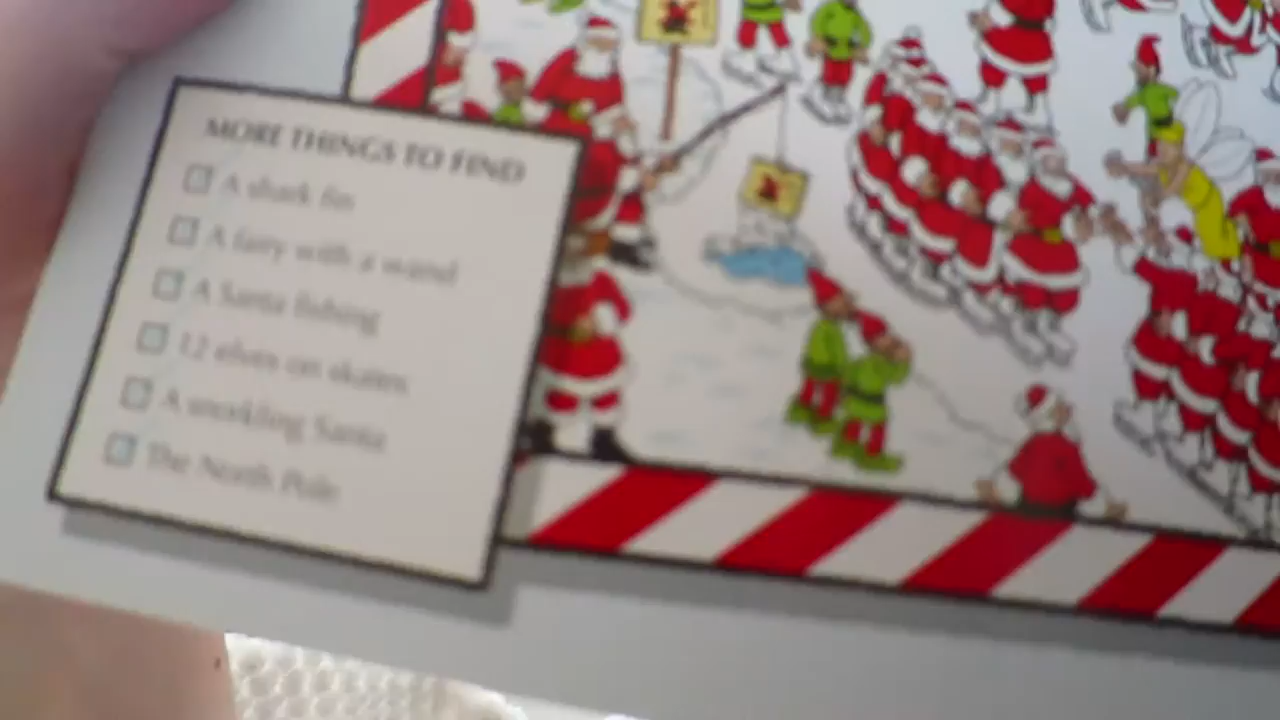 MORE THINGS TO FIND
A shark fin
A fairy with a wand
A Santa fishing
12 elves on skates
A snorkling Santa
The North Pole